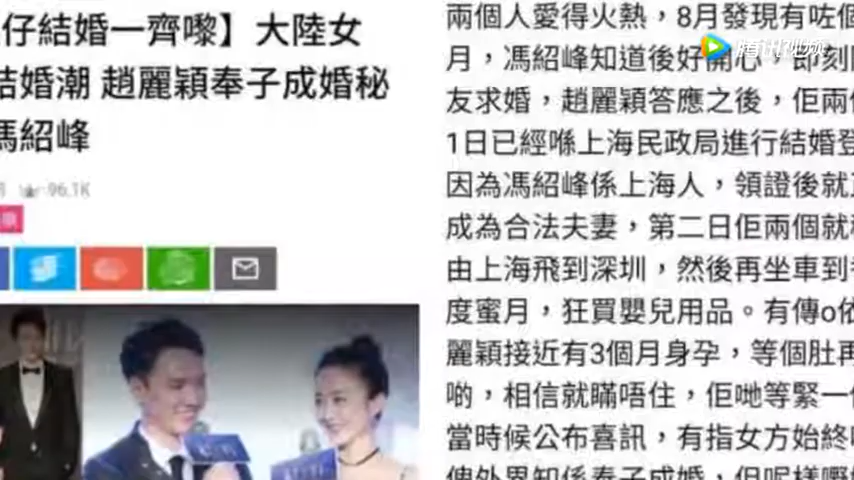 仔結婚一齊嚟】大陸女
結婚潮 趙麗穎奉子成婚秘
馮紹峰
月 96.1K
兩個人愛得火熱，8月發現有咗個
月，馮紹峰知道後好開心，即刻
友求婚，趙麗穎答應之後，佢兩個
1日已經喺上海民政局進行結婚登
因為馮紹峰係上海人，領證後就
成為合法夫妻，第二日佢兩個就
由上海飛到深圳，然後再坐車到
度蜜月，狂買嬰兒用品。有傳o依
麗穎接近有3個月身孕，等個肚再
啲，相信就瞞唔住，佢哋等緊一個
當時候公布喜訊，有指女方始終
俾外界知係奉子成婚，但呢樣嘢
腾讯视频